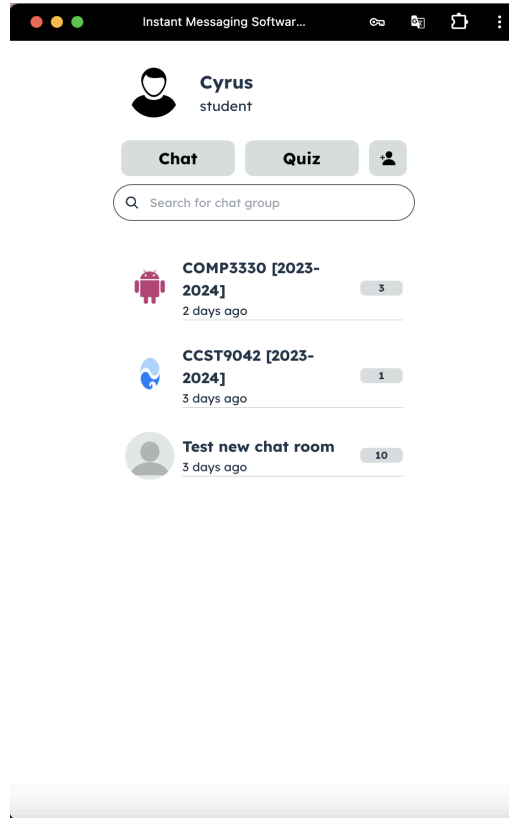 Instant Messaging Softwar...
Cyrus
student
Chat
Quiz
Search for chat group
COMP3330 [2023-
2024]
3
2 days ago
CCST9042 [2023-
2024]
1
3 days ago
Test new chat room
10
3 days ago